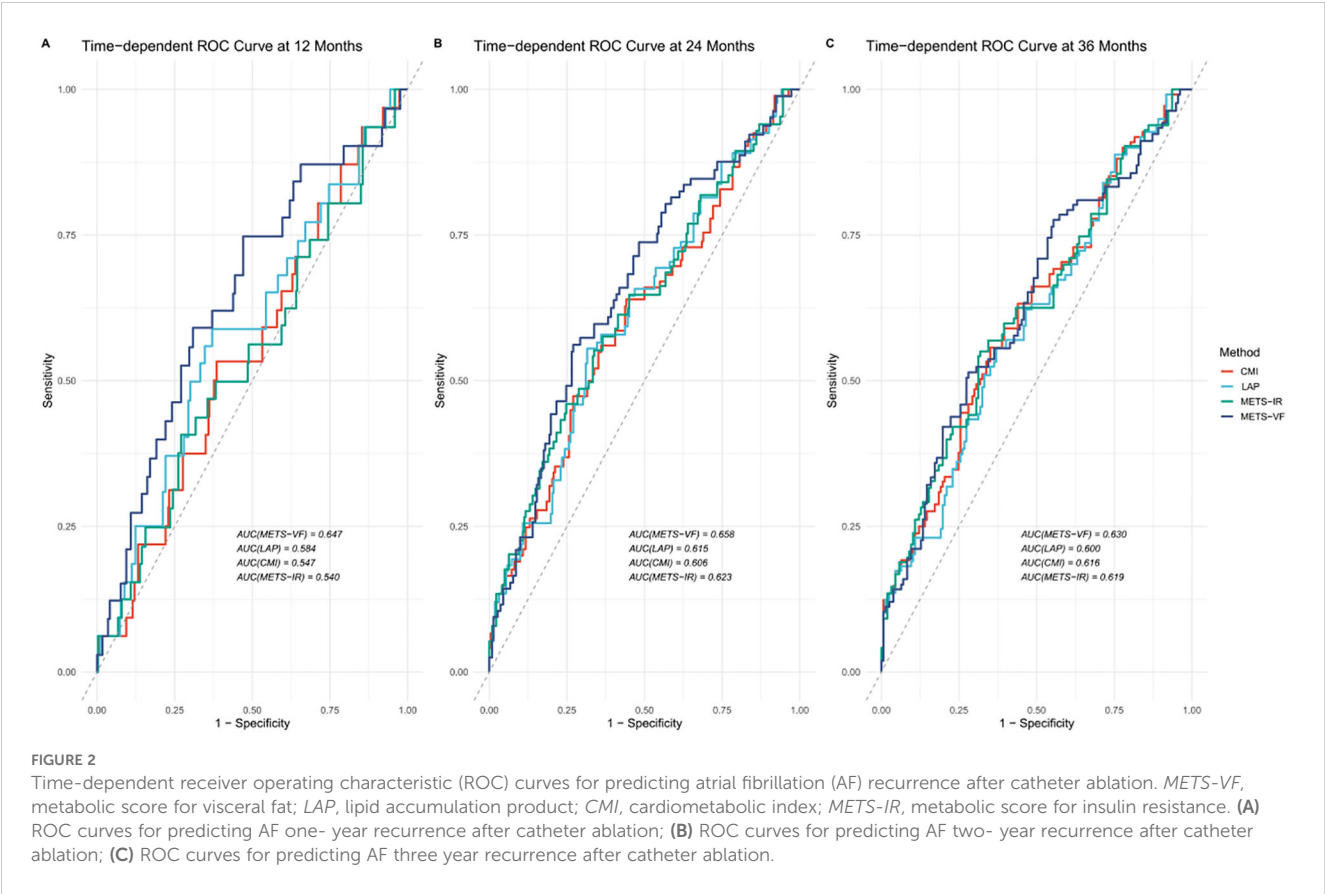 A Time-dependent ROC Curve at 12 Months
1.00
0.75
0.50
0.25
0.00
Sensitivity
AUC(METS-VF) = 0.647
AUC(LAP) = 0.584
AUC(CMI) = 0.547
AUC(METS-IR) = 0.540
0.00 0.25 0.50 0.75 1.00
1 - Specificity
B Time-dependent ROC Curve at 24 Months
1.00
0.75
0.50
0.25
0.00
Sensitivity
AUC(METS-VF) = 0.658
AUC(LAP) = 0.615
AUC(CMI) = 0.606
AUC(METS-IR) = 0.623
0.00 0.25 0.50 0.75 1.00
1 - Specificity
C Time-dependent ROC Curve at 36 Months
1.00
0.75
0.50
0.25
0.00
Sensitivity
AUC(METS-VF) = 0.630
AUC(LAP) = 0.600
AUC(CMI) = 0.616
AUC(METS-IR) = 0.619
0.00 0.25 0.50 0.75 1.00
1 - Specificity
Method
CMI
LAP
METS-IR
METS-VF
FIGURE 2
Time-dependent receiver operating characteristic (ROC) curves for predicting atrial fibrillation (AF) recurrence after catheter ablation. METS-VF,
metabolic score for visceral fat; LAP, lipid accumulation product; CMI, cardiometabolic index; METS-IR, metabolic score for insulin resistance. (A)
ROC curves for predicting AF one- year recurrence after catheter ablation; (B) ROC curves for predicting AF two- year recurrence after catheter
ablation; (C) ROC curves for predicting AF three year recurrence after catheter ablation.